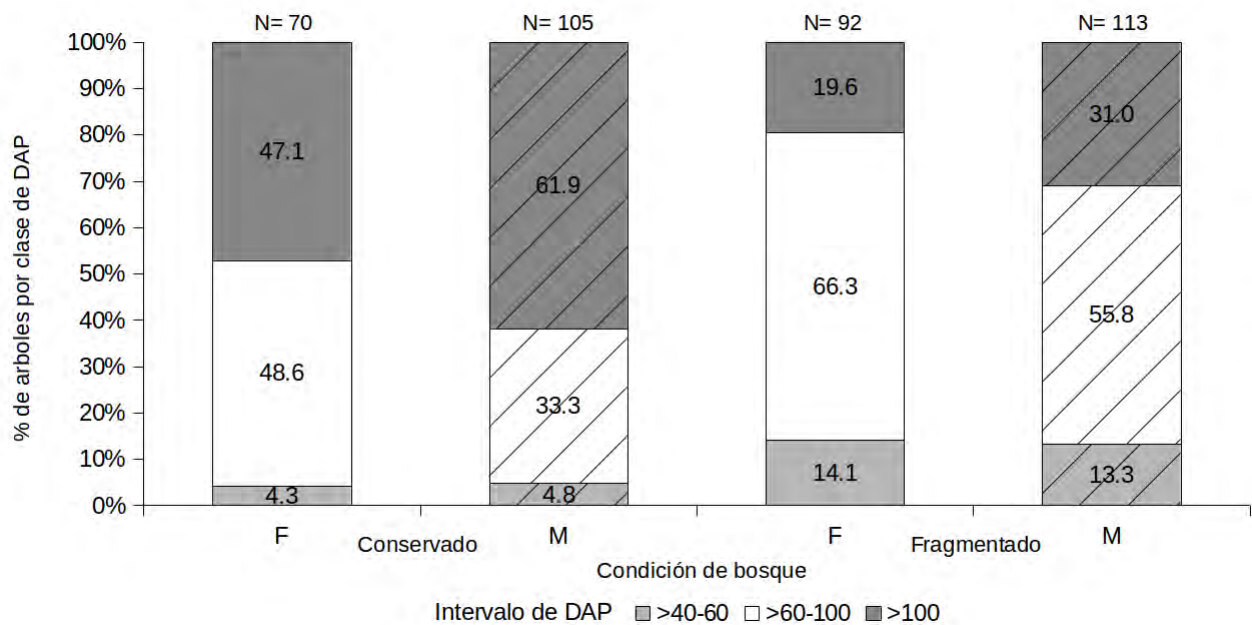 N= 70 N= 105 N= 92 N= 113
% de arboles por clase de DAP
100%
90%
80%
70%
60%
50%
40%
30%
20%
10%
0%
47.1 61.9 19.6 31.0
48.6 33.3 66.3 55.8
4.3 4.8 14.1 13.3
F Conservado M F Fragmentado M
Condición de bosque
Intervalo de DAP >40-60 >60-100 >100